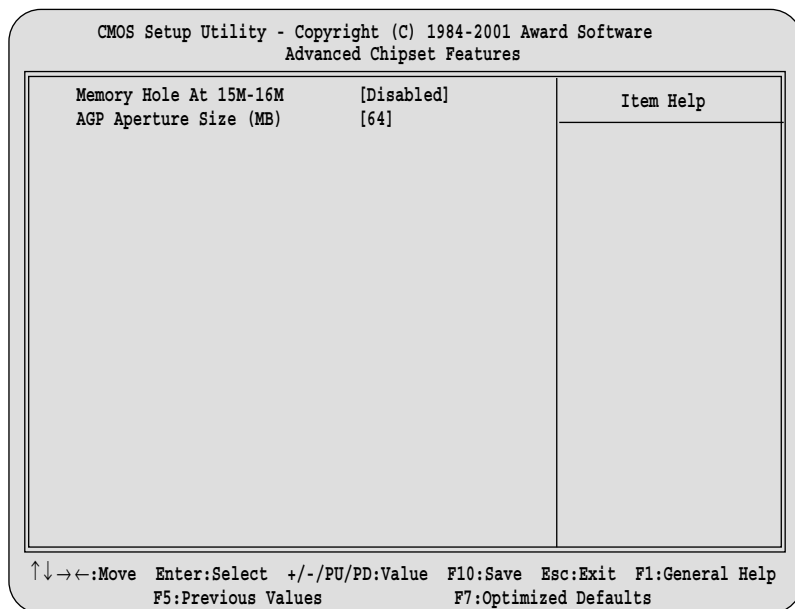 CMOS Setup Utility - Copyright (C) 1984-2001 Award Software
Advanced Chipset Features
Memory Hole At 15M-16M [Disabled]
AGP Aperture Size (MB) [64]
Item Help
↑↓→←:Move Enter:Select +/-/PU/PD:Value F10:Save Esc:Exit F1:General Help
F5:Previous Values F7:Optimized Defaults